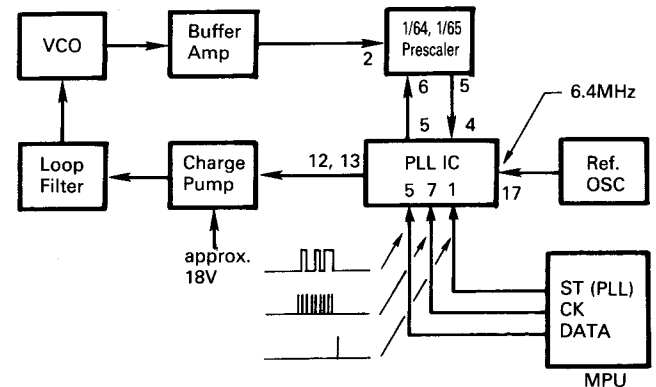 VCO
Buffer
Amp
1/64, 1/65
Prescaler
2
6
5
5
4
6.4MHz
Loop
Filter
Charge
Pump
12, 13
PLL IC
5 7 1
17
Ref.
OSC
approx.
18V
ST (PLL)
CK
DATA
MPU